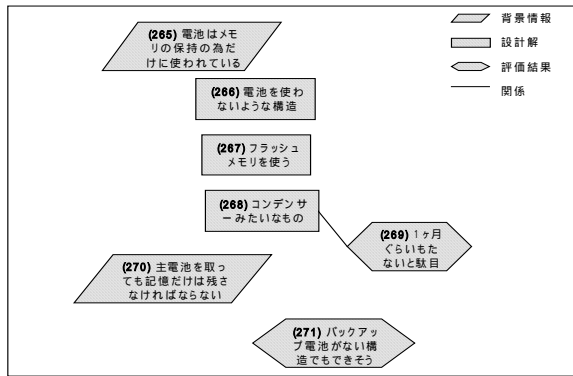 (265) 電池はメモ
リの保持の為だ
けに使われている
(266) 電池を使わ
ないような構造
(267) フラッシュ
メモリを使う
(268) コンデンサ
ーみたいなもの
(269) 1ヶ月
ぐらいもた
ないと駄目
(270) 主電池を取っ
ても記憶だけは残さ
なければならない
(271) バックアッ
プ電池がない構
造でもできそう
背景情報
設計解
評価結果
関係